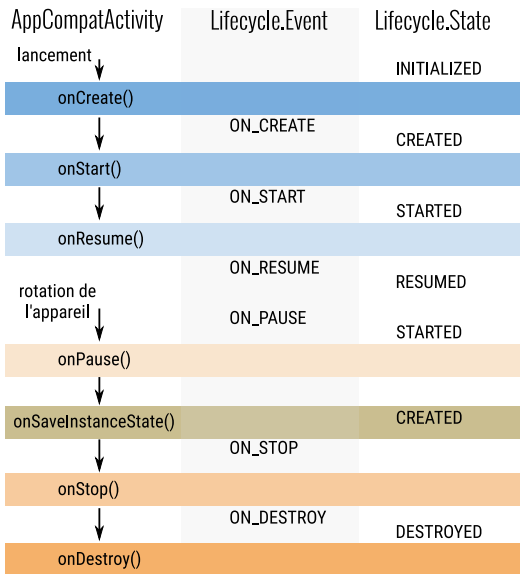 AppCompatActivity Lifecycle.Event Lifecycle.State
lancement
INITIALIZED
onCreate()
ON_CREATE
CREATED
onStart()
ON_START
STARTED
onResume()
ON_RESUME
RESUMED
rotation de
l'appareil
ON_PAUSE
STARTED
onPause()
onSaveInstanceState() CREATED
ON_STOP
onStop()
ON_DESTROY
DESTROYED
onDestroy()